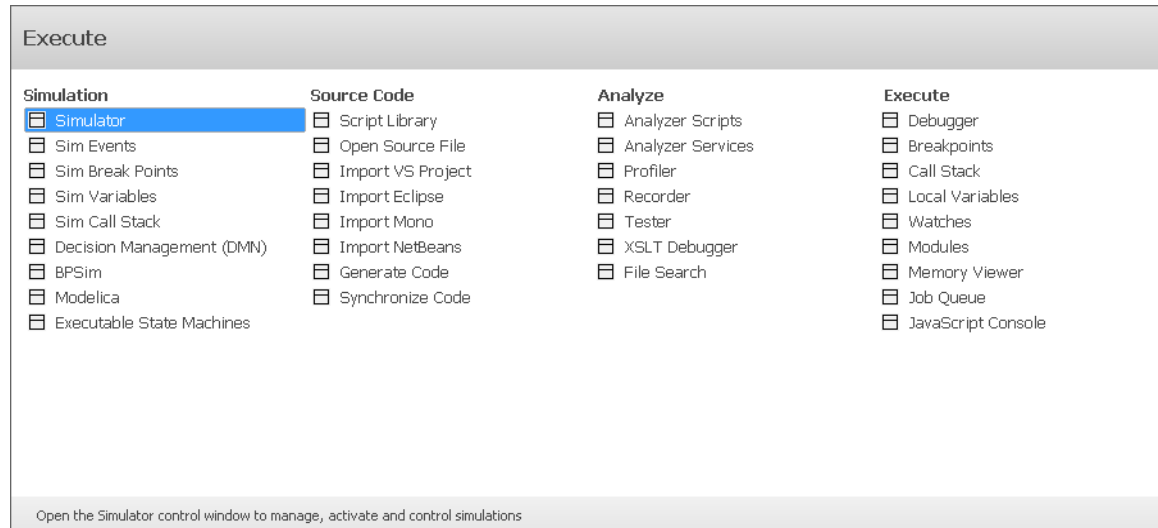 Execute
Simulation
Simulator
Sim Events
Sim Break Points
Sim Variables
Sim Call Stack
Decision Management (DMN)
BPSim
Modelica
Executable State Machines
Source Code
Script Library
Open Source File
Import VS Project
Import Eclipse
Import Mono
Import NetBeans
Generate Code
Synchronize Code
Analyze
Analyzer Scripts
Analyzer Services
Profiler
Recorder
Tester
XSLT Debugger
File Search
Execute
Debugger
Breakpoints
Call Stack
Local Variables
Watches
Modules
Memory Viewer
Job Queue
JavaScript Console
Open the Simulator control window to manage, activate and control simulations